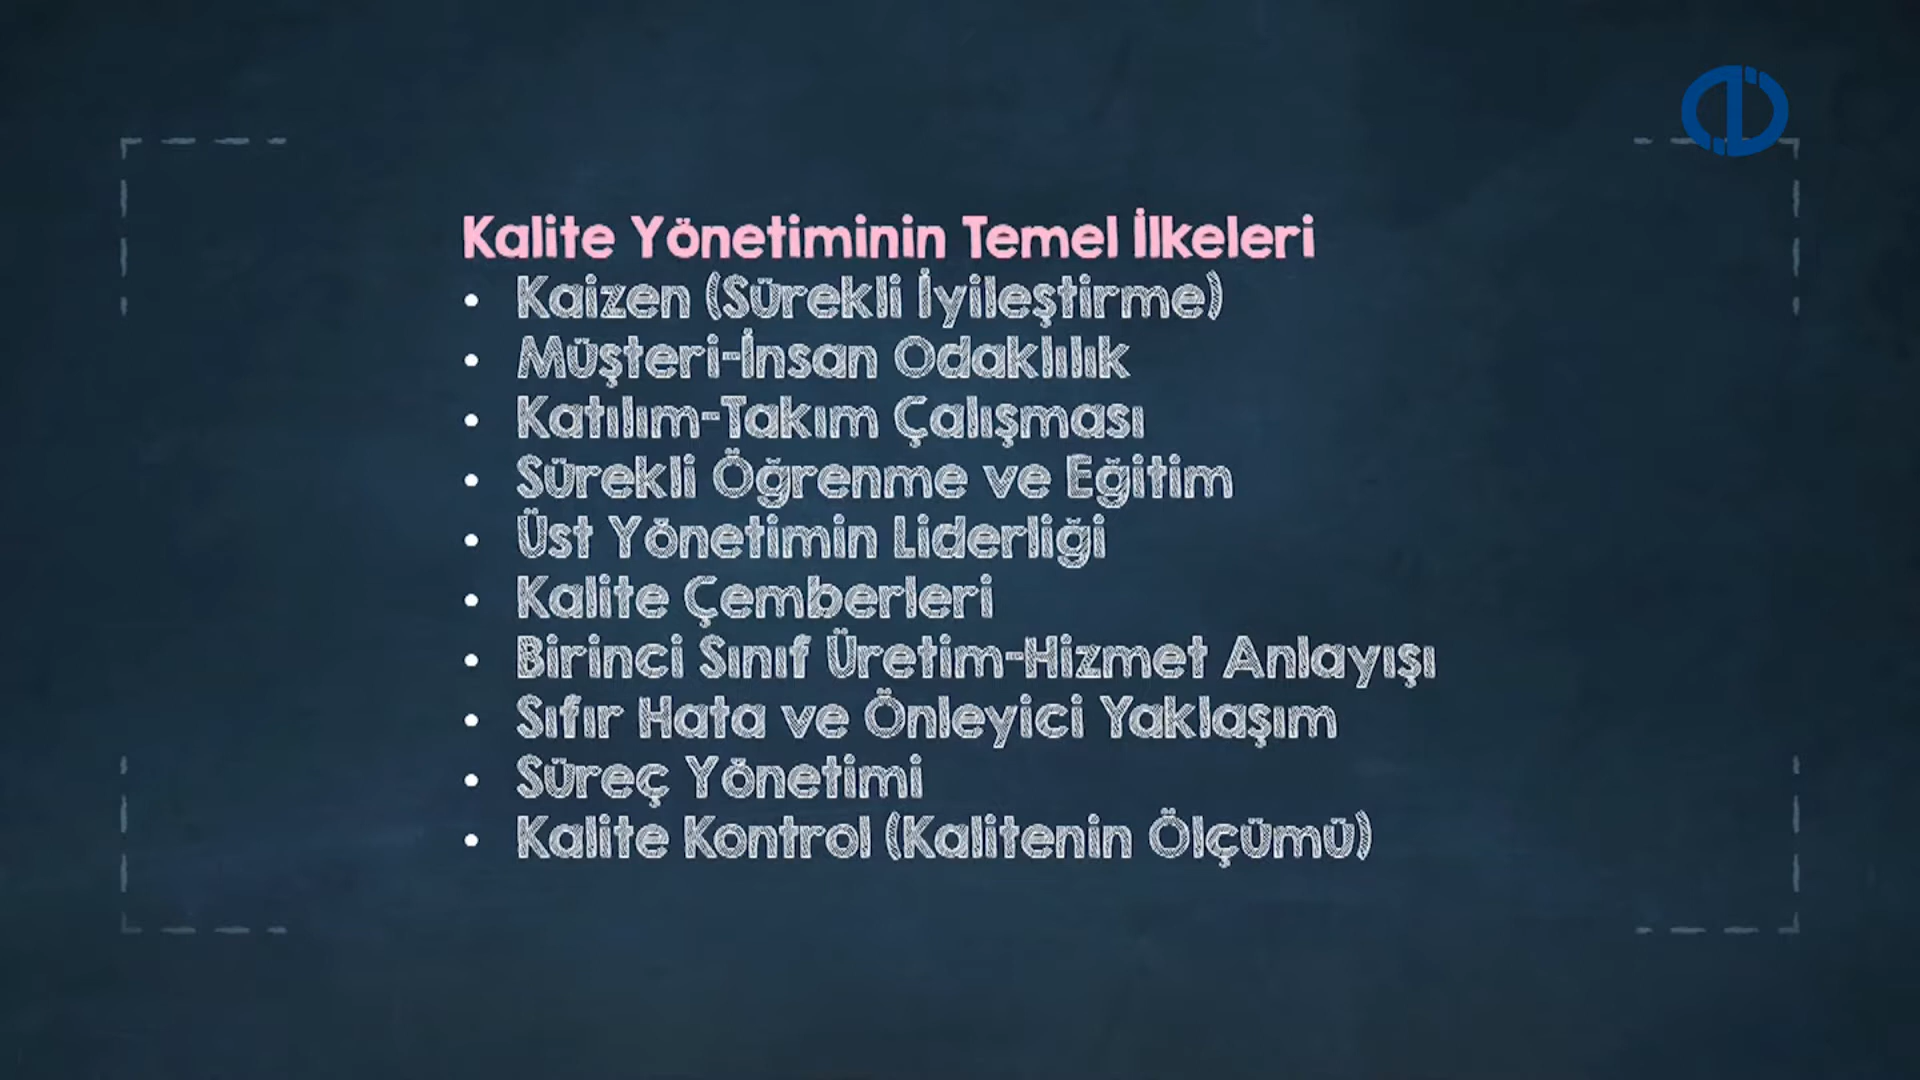 Kalite Yönetiminin Temel İlkeleri
• Kaizen (Sürekli İyileştirme)
• Müşteri-İnsan Odaklılık
• Katılım-Takım Çalışması
• Sürekli Öğrenme ve Eğitim
• Üst Yönetimin Liderliği
• Kalite Çemberleri
• Birinci Sınıf Üretim-Hizmet Anlayışı
• Sıfır Hata ve Önleyici Yaklaşım
• Süreç Yönetimi
• Kalite Kontrol (Kalitenin Ölçümü)